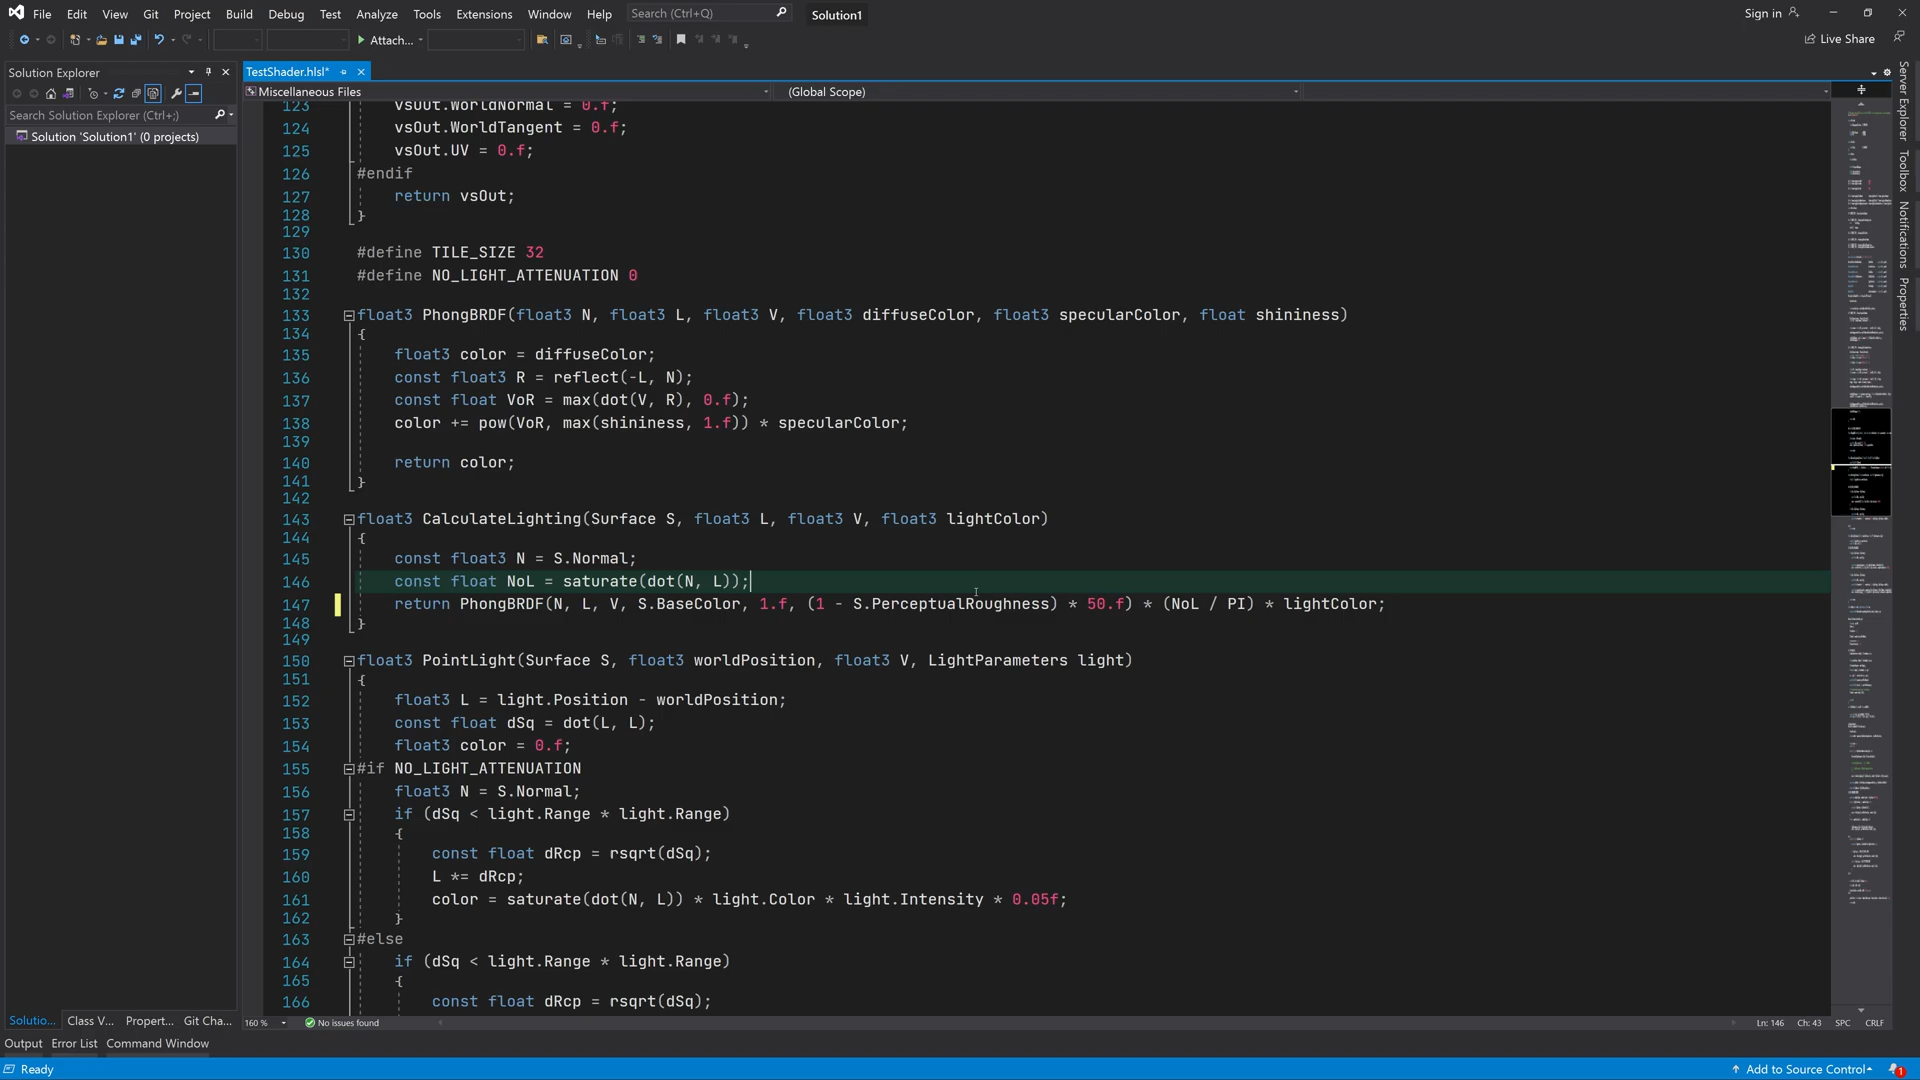 File Edit View Git Project Build Debug Test Analyze Tools Extensions Window Help Search (Ctrl+Q) Solution1 Sign in
Attach... Live Share
Solution Explorer
Search Solution Explorer (Ctrl+;)
Solution 'Solution1' (0 projects)
TestShader.hlsl*
Miscellaneous Files (Global Scope)
123 vsOut.WorldNormal = 0.f;
124 vsOut.WorldTangent = 0.f;
125 vsOut.UV = 0.f;
126 #endif
127 return vsOut;
128 }
129
130 #define TILE_SIZE 32
131 #define NO_LIGHT_ATTENUATION 0
132
133 float3 PhongBRDF(float3 N, float3 L, float3 V, float3 diffuseColor, float3 specularColor, float shininess)
134 {
135 float3 color = diffuseColor;
136 const float3 R = reflect(-L, N);
137 const float VoR = max(dot(V, R), 0.f);
138 color += pow(VoR, max(shininess, 1.f)) * specularColor;
139
140 return color;
141 }
142
143 float3 CalculateLighting(Surface S, float3 L, float3 V, float3 lightColor)
144 {
145 const float3 N = S.Normal;
146 const float NoL = saturate(dot(N, L));
147 return PhongBRDF(N, L, V, S.BaseColor, 1.f, (1 - S.PerceptualRoughness) * 50.f) * (NoL / PI) * lightColor;
148 }
149
150 float3 PointLight(Surface S, float3 worldPosition, float3 V, LightParameters light)
151 {
152 float3 L = light.Position - worldPosition;
153 const float dSq = dot(L, L);
154 float3 color = 0.f;
155 #if NO_LIGHT_ATTENUATION
156 float3 N = S.Normal;
157 if (dSq < light.Range * light.Range)
158 {
159 const float dRcp = rsqrt(dSq);
160 L *= dRcp;
161 color = saturate(dot(N, L)) * light.Color * light.Intensity * 0.05f;
162 }
163 #else
164 if (dSq < light.Range * light.Range)
165 {
166 const float dRcp = rsqrt(dSq);
Server Explorer
Toolbox
Notifications
Properties
Solutio... Class V... Propert... Git Cha... 160 % No issues found Ln: 146 Ch: 43 SPC CRLF
Output Error List Command Window
Ready Add to Source Control 1